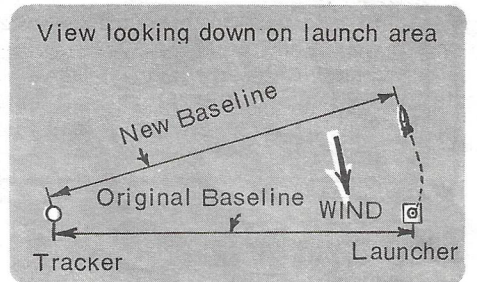 View looking down on launch area
New Baseline
Original Baseline
WIND
Tracker
Launcher